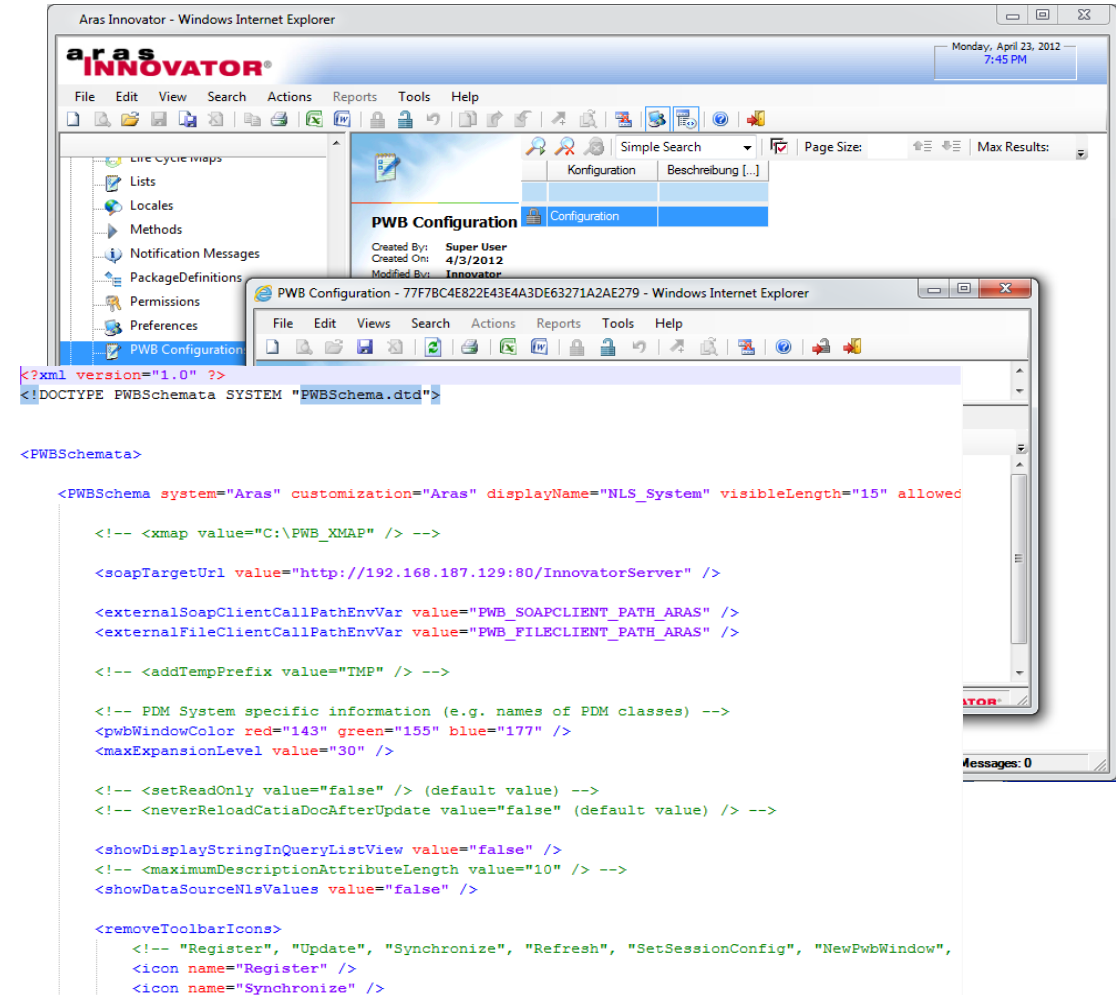 Aras Innovator - Windows Internet Explorer
aras
INNOVATOR®
Monday, April 23, 2012
7:45 PM
File Edit View Search Actions Reports Tools Help
Life Cycle Maps
Lists
Locales
Methods
Notification Messages
PackageDefinitions
Permissions
Preferences
PWB Configuration
Simple Search
Page Size:
Max Results:
Konfiguration Beschreibung [...]
Configuration
PWB Configuration
Created By: Super User
Created On: 4/3/2012
Modified By: Innovator
PWB Configuration - 77F7BC4E822E43E4A3DE63271A2AE279 - Windows Internet Explorer
File Edit Views Search Actions Reports Tools Help
<?xml version="1.0" ?>
<!DOCTYPE PWBSchemata SYSTEM "PWBSchema.dtd">
<PWBSchemata>
<PWBSchema system="Aras" customization="Aras" displayName="NLS_System" visibleLength="15" allowed
<!-- <xmap value="C:\PWB_XMAP" /> -->
<soapTargetUrl value="http://192.168.187.129:80/InnovatorServer" />
<externalSoapClientCallPathEnvVar value="PWB_SOAPCLIENT_PATH_ARAS" />
<externalFileClientCallPathEnvVar value="PWB_FILECLIENT_PATH_ARAS" />
<!-- <addTempPrefix value="TMP" /> -->
<!-- PDM System specific information (e.g. names of PDM classes) -->
<pwbWindowColor red="143" green="155" blue="177" />
<maxExpansionLevel value="30" />
<!-- <setReadOnly value="false" /> (default value) -->
<!-- <neverReloadCatiaDocAfterUpdate value="false" (default value) /> -->
<showDisplayStringInQueryListView value="false" />
<!-- <maximumDescriptionAttributeLength value="10" /> -->
<showDataSourceNlsValues value="false" />
<removeToolbarIcons>
<!-- "Register", "Update", "Synchronize", "Refresh", "SetSessionConfig", "NewPwbWindow",
<icon name="Register" />
<icon name="Synchronize" />
ATOR®
Messages: 0